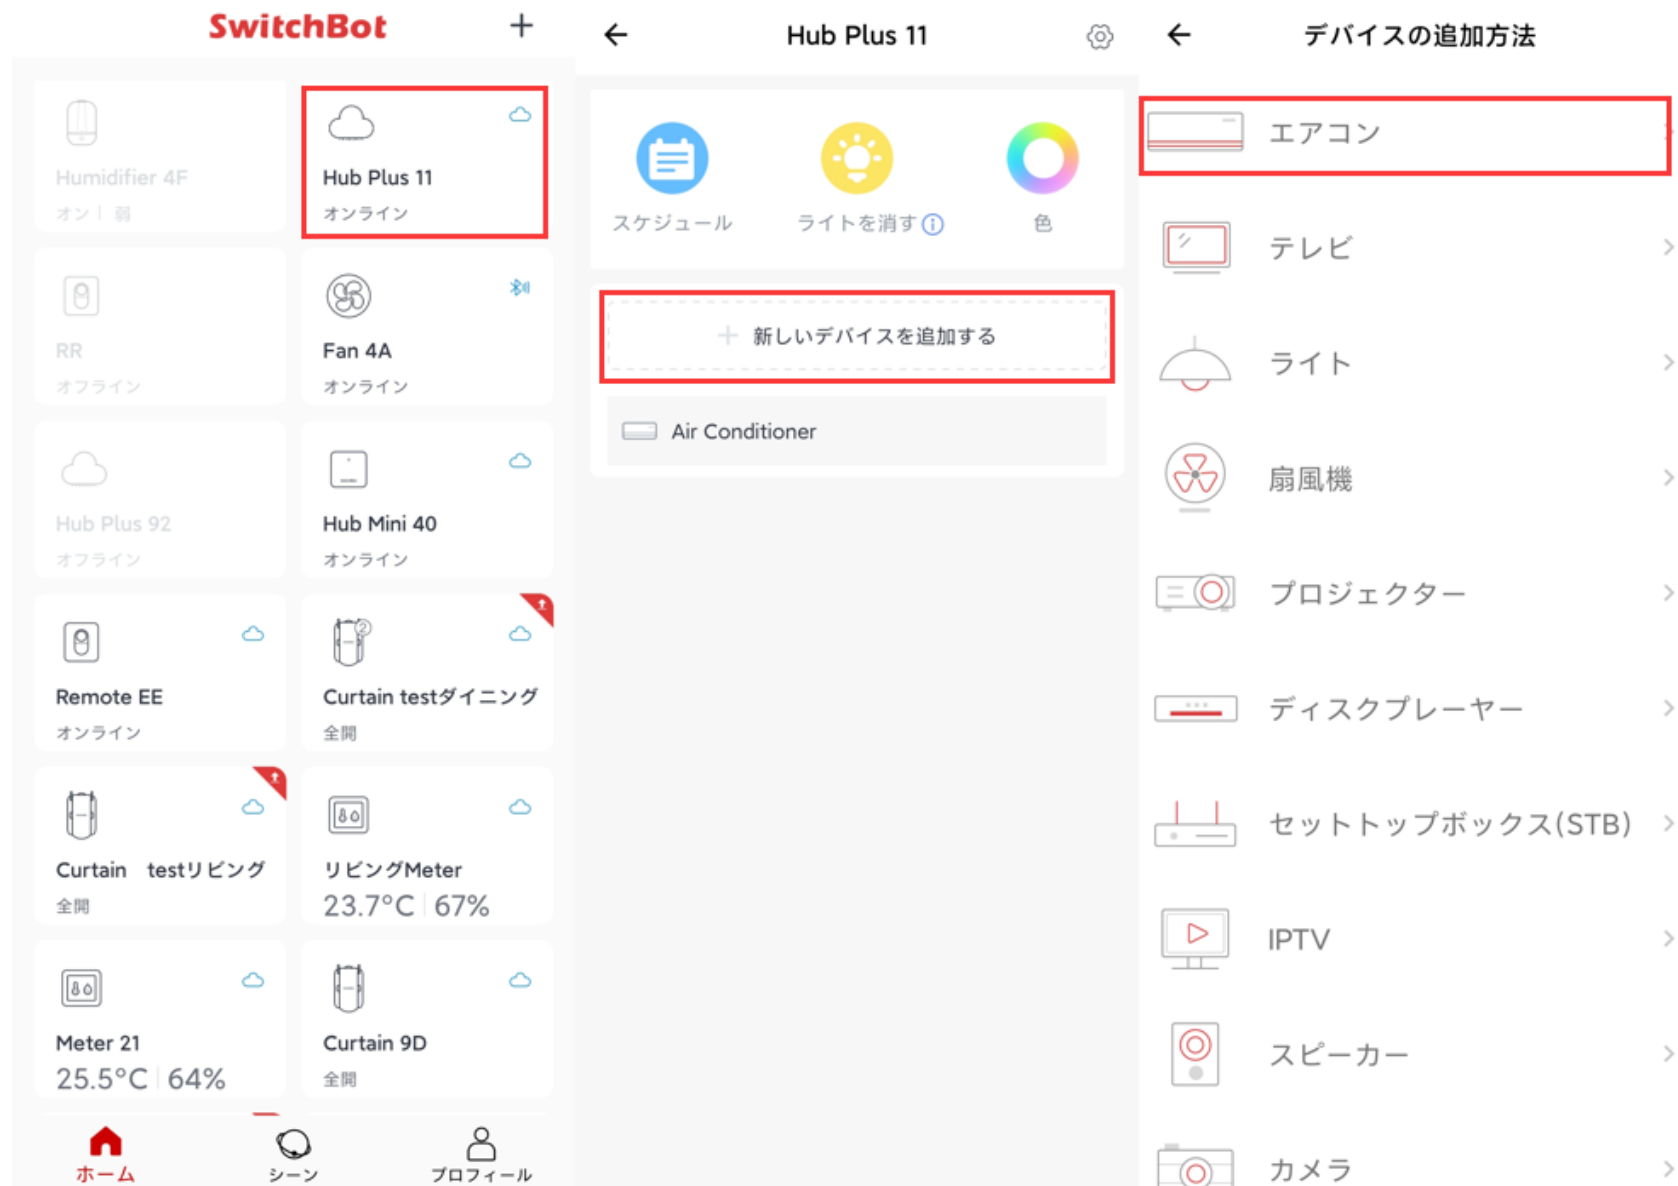 SwitchBot
Humidifier 4F
オン | 弱
Hub Plus 11
オンライン
RR
オフライン
Fan 4A
オンライン
Hub Plus 92
オフライン
Hub Mini 40
オンライン
Remote EE
オンライン
2
Curtain testダイニング
全開
Curtain　testリビング
全開
リビングMeter
23.7°C | 67%
Meter 21
25.5°C | 64%
Curtain 9D
全開
ホーム
シーン
プロフィール
Hub Plus 11
スケジュール
ライトを消す
色
+ 新しいデバイスを追加する
Air Conditioner
デバイスの追加方法
エアコン
テレビ
ライト
扇風機
プロジェクター
ディスクプレーヤー
セットトップボックス(STB)
IPTV
スピーカー
カメラ